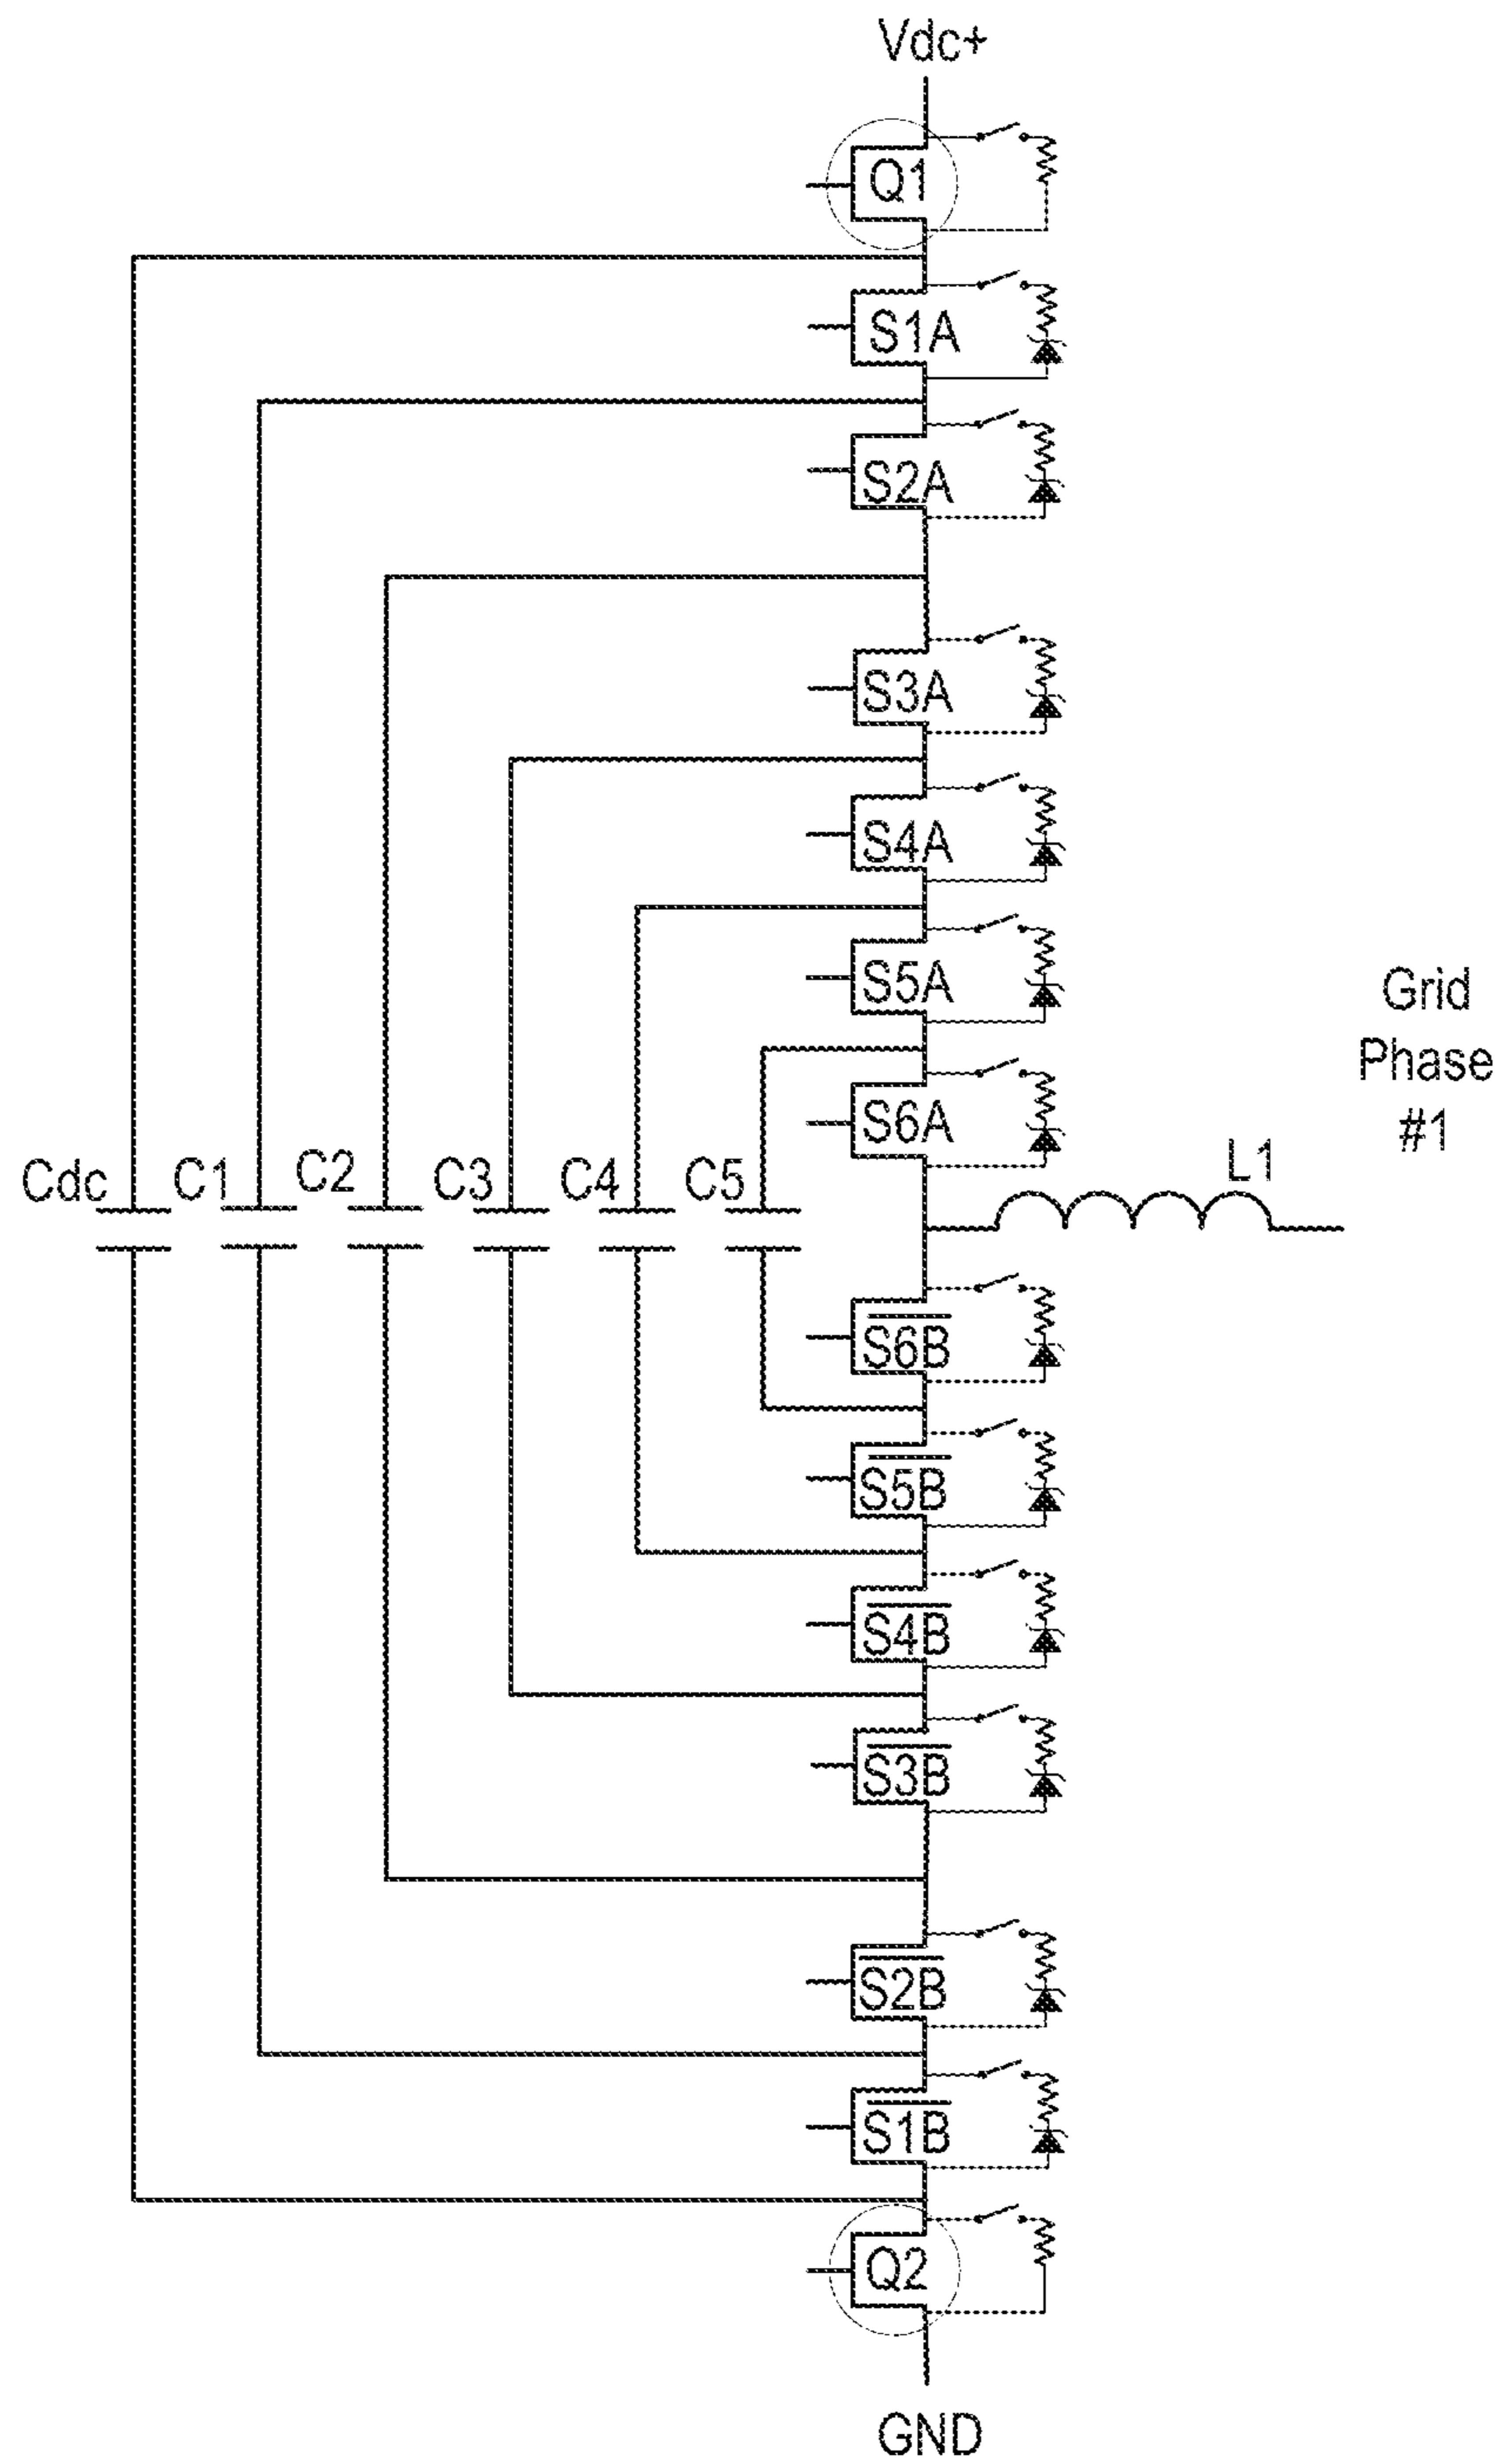 Vdc+
Q1
S1A
S2A
S3A
S4A
S5A
Grid
Phase
#1
S6A
Cdc
C1
C2
C3
C4
C5
L1
S6B
S5B
S4B
S3B
S2B
S1B
Q2
GND